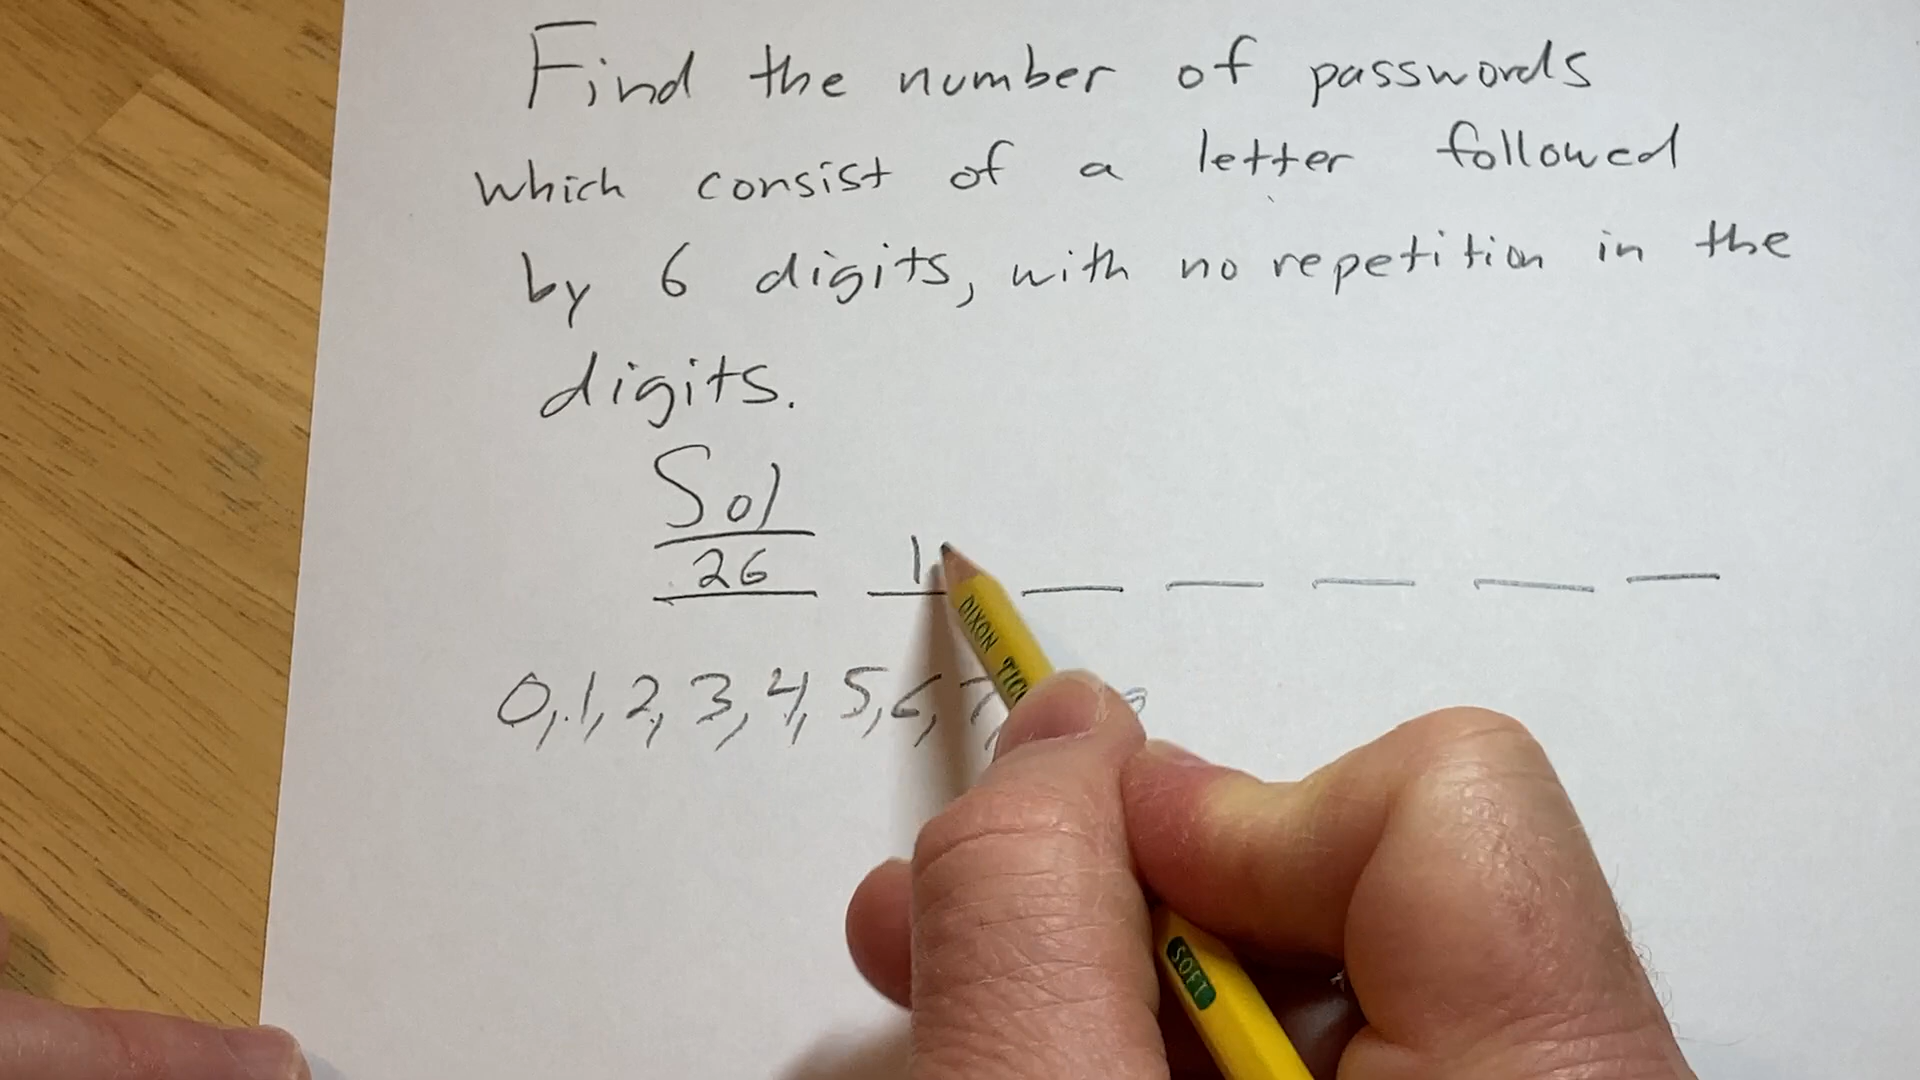 Find the number of passwords
which consist of a letter followed
by 6 digits, with no repetition in the
digits.
Sol
26 1
0, 1, 2, 3, 4, 5, 6, 7,
DIXON
SOFT